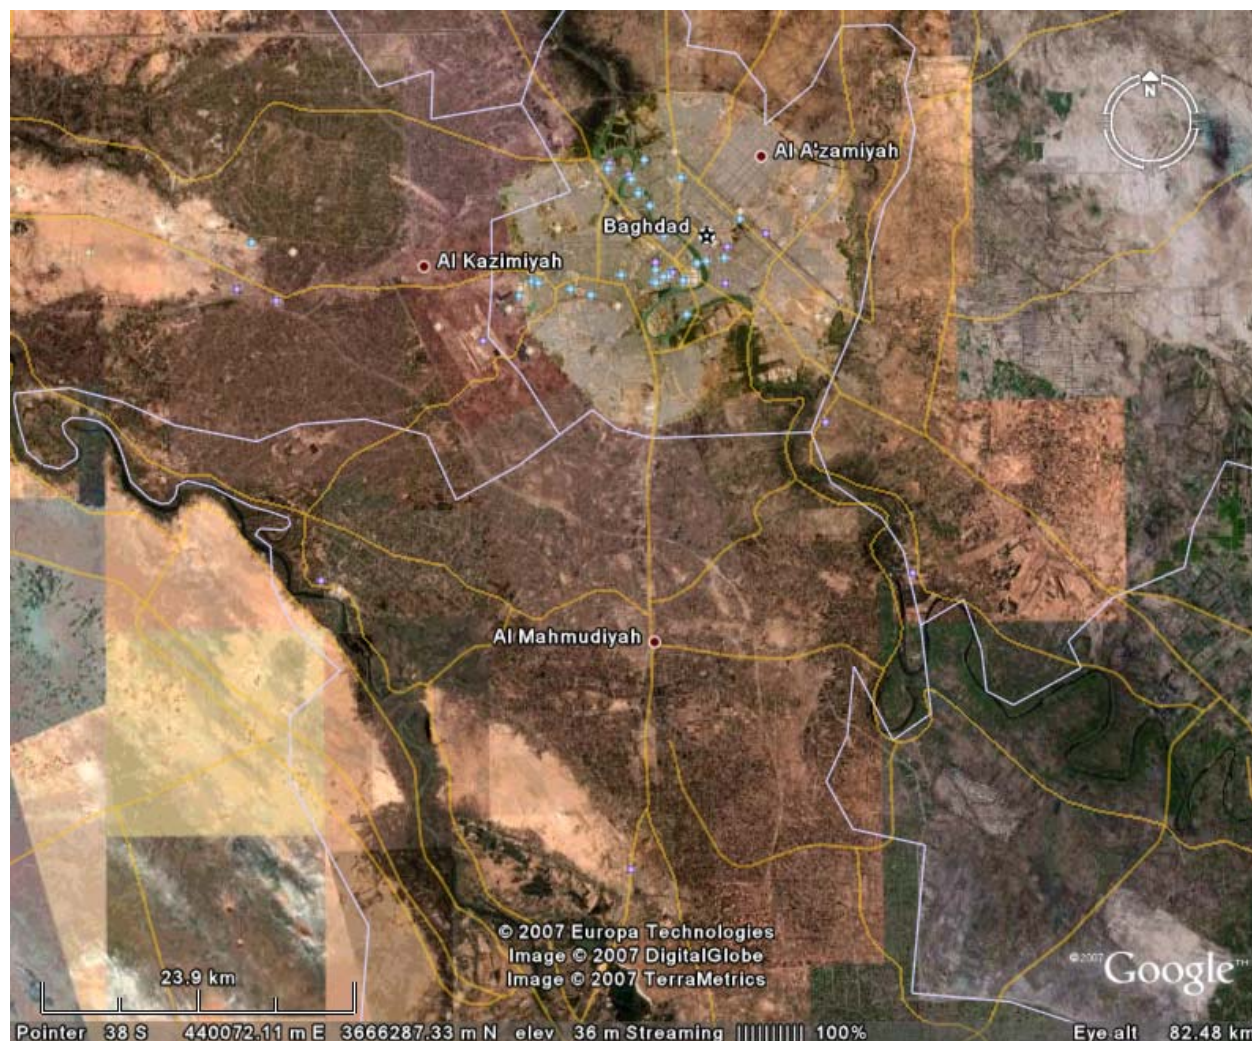 N
Al A'zamiyah
Baghdad
Al Kazimiyah
Al Mahmudiyah
© 2007 Europa Technologies
Image © 2007 DigitalGlobe
Image © 2007 TerraMetrics
©2007 Google™
23.9 km
Pointer 38 S 440072.11 m E 3666287.33 m N elev 36 m Streaming |||||||||| 100% Eye alt 82.48 km